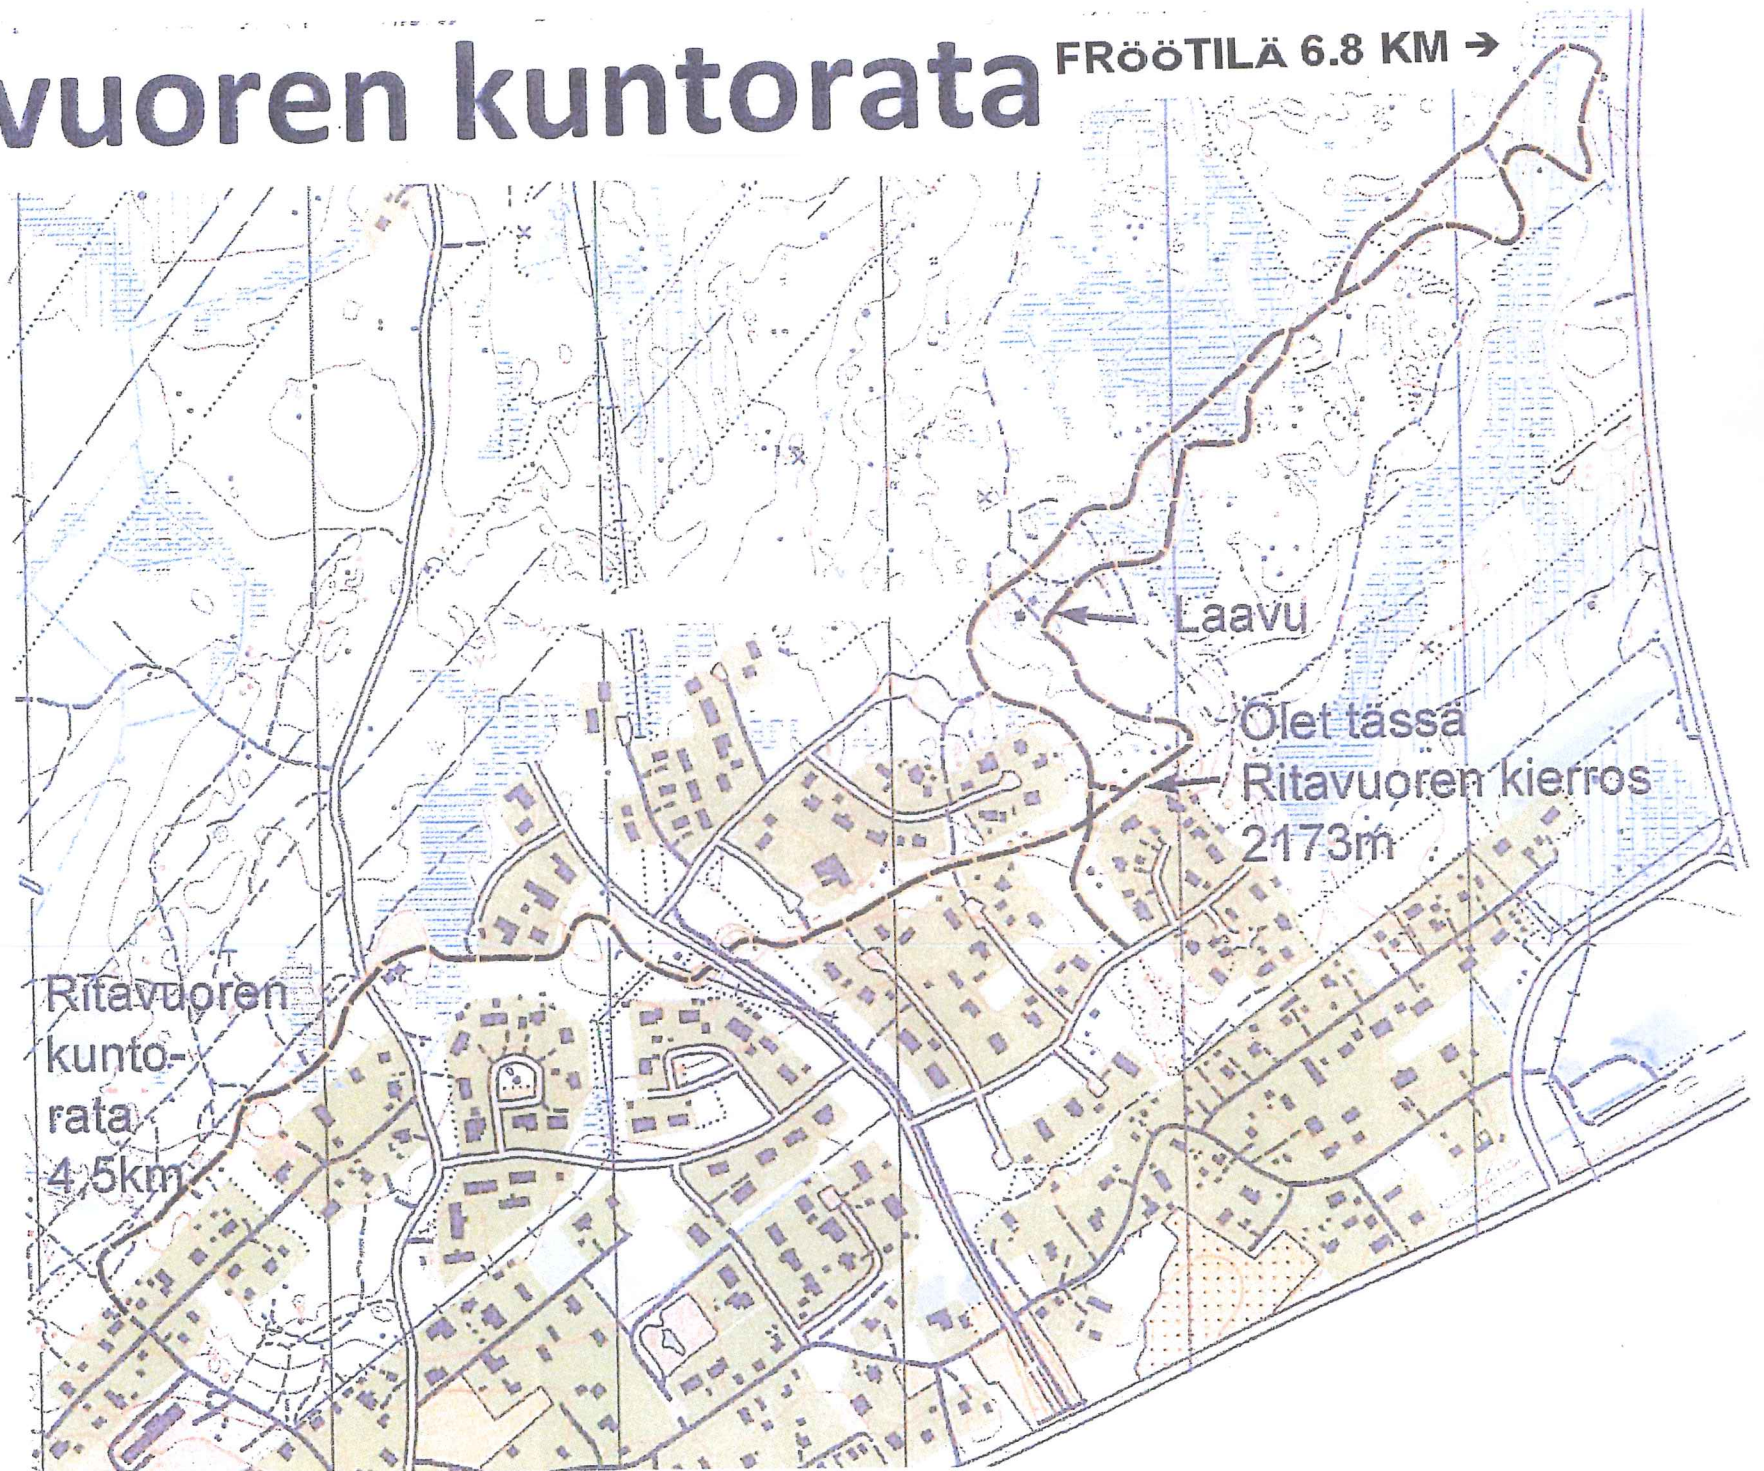 vuoren kuntorata
FRööTILÄ 6.8 KM →
Laavu
Olet tässä
Ritavuoren kierros
2173m
Ritavuoren
kunto-
rata
4,5km